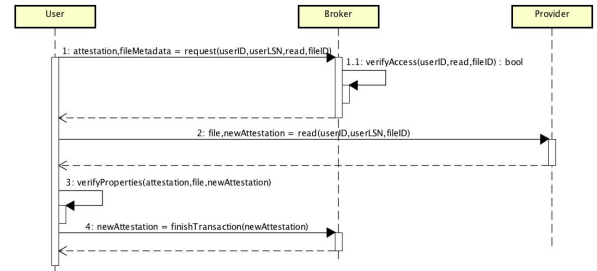 User
Broker
Provider
1: attestation,fileMetadata = request(userID,userLSN,read,fileID)
1.1: verifyAccess(userID,read,fileID) : bool
2: file,newAttestation = read(userID,userLSN,fileID)
3: verifyProperties(attestation,file,newAttestation)
4: newAttestation = finishTransaction(newAttestation)